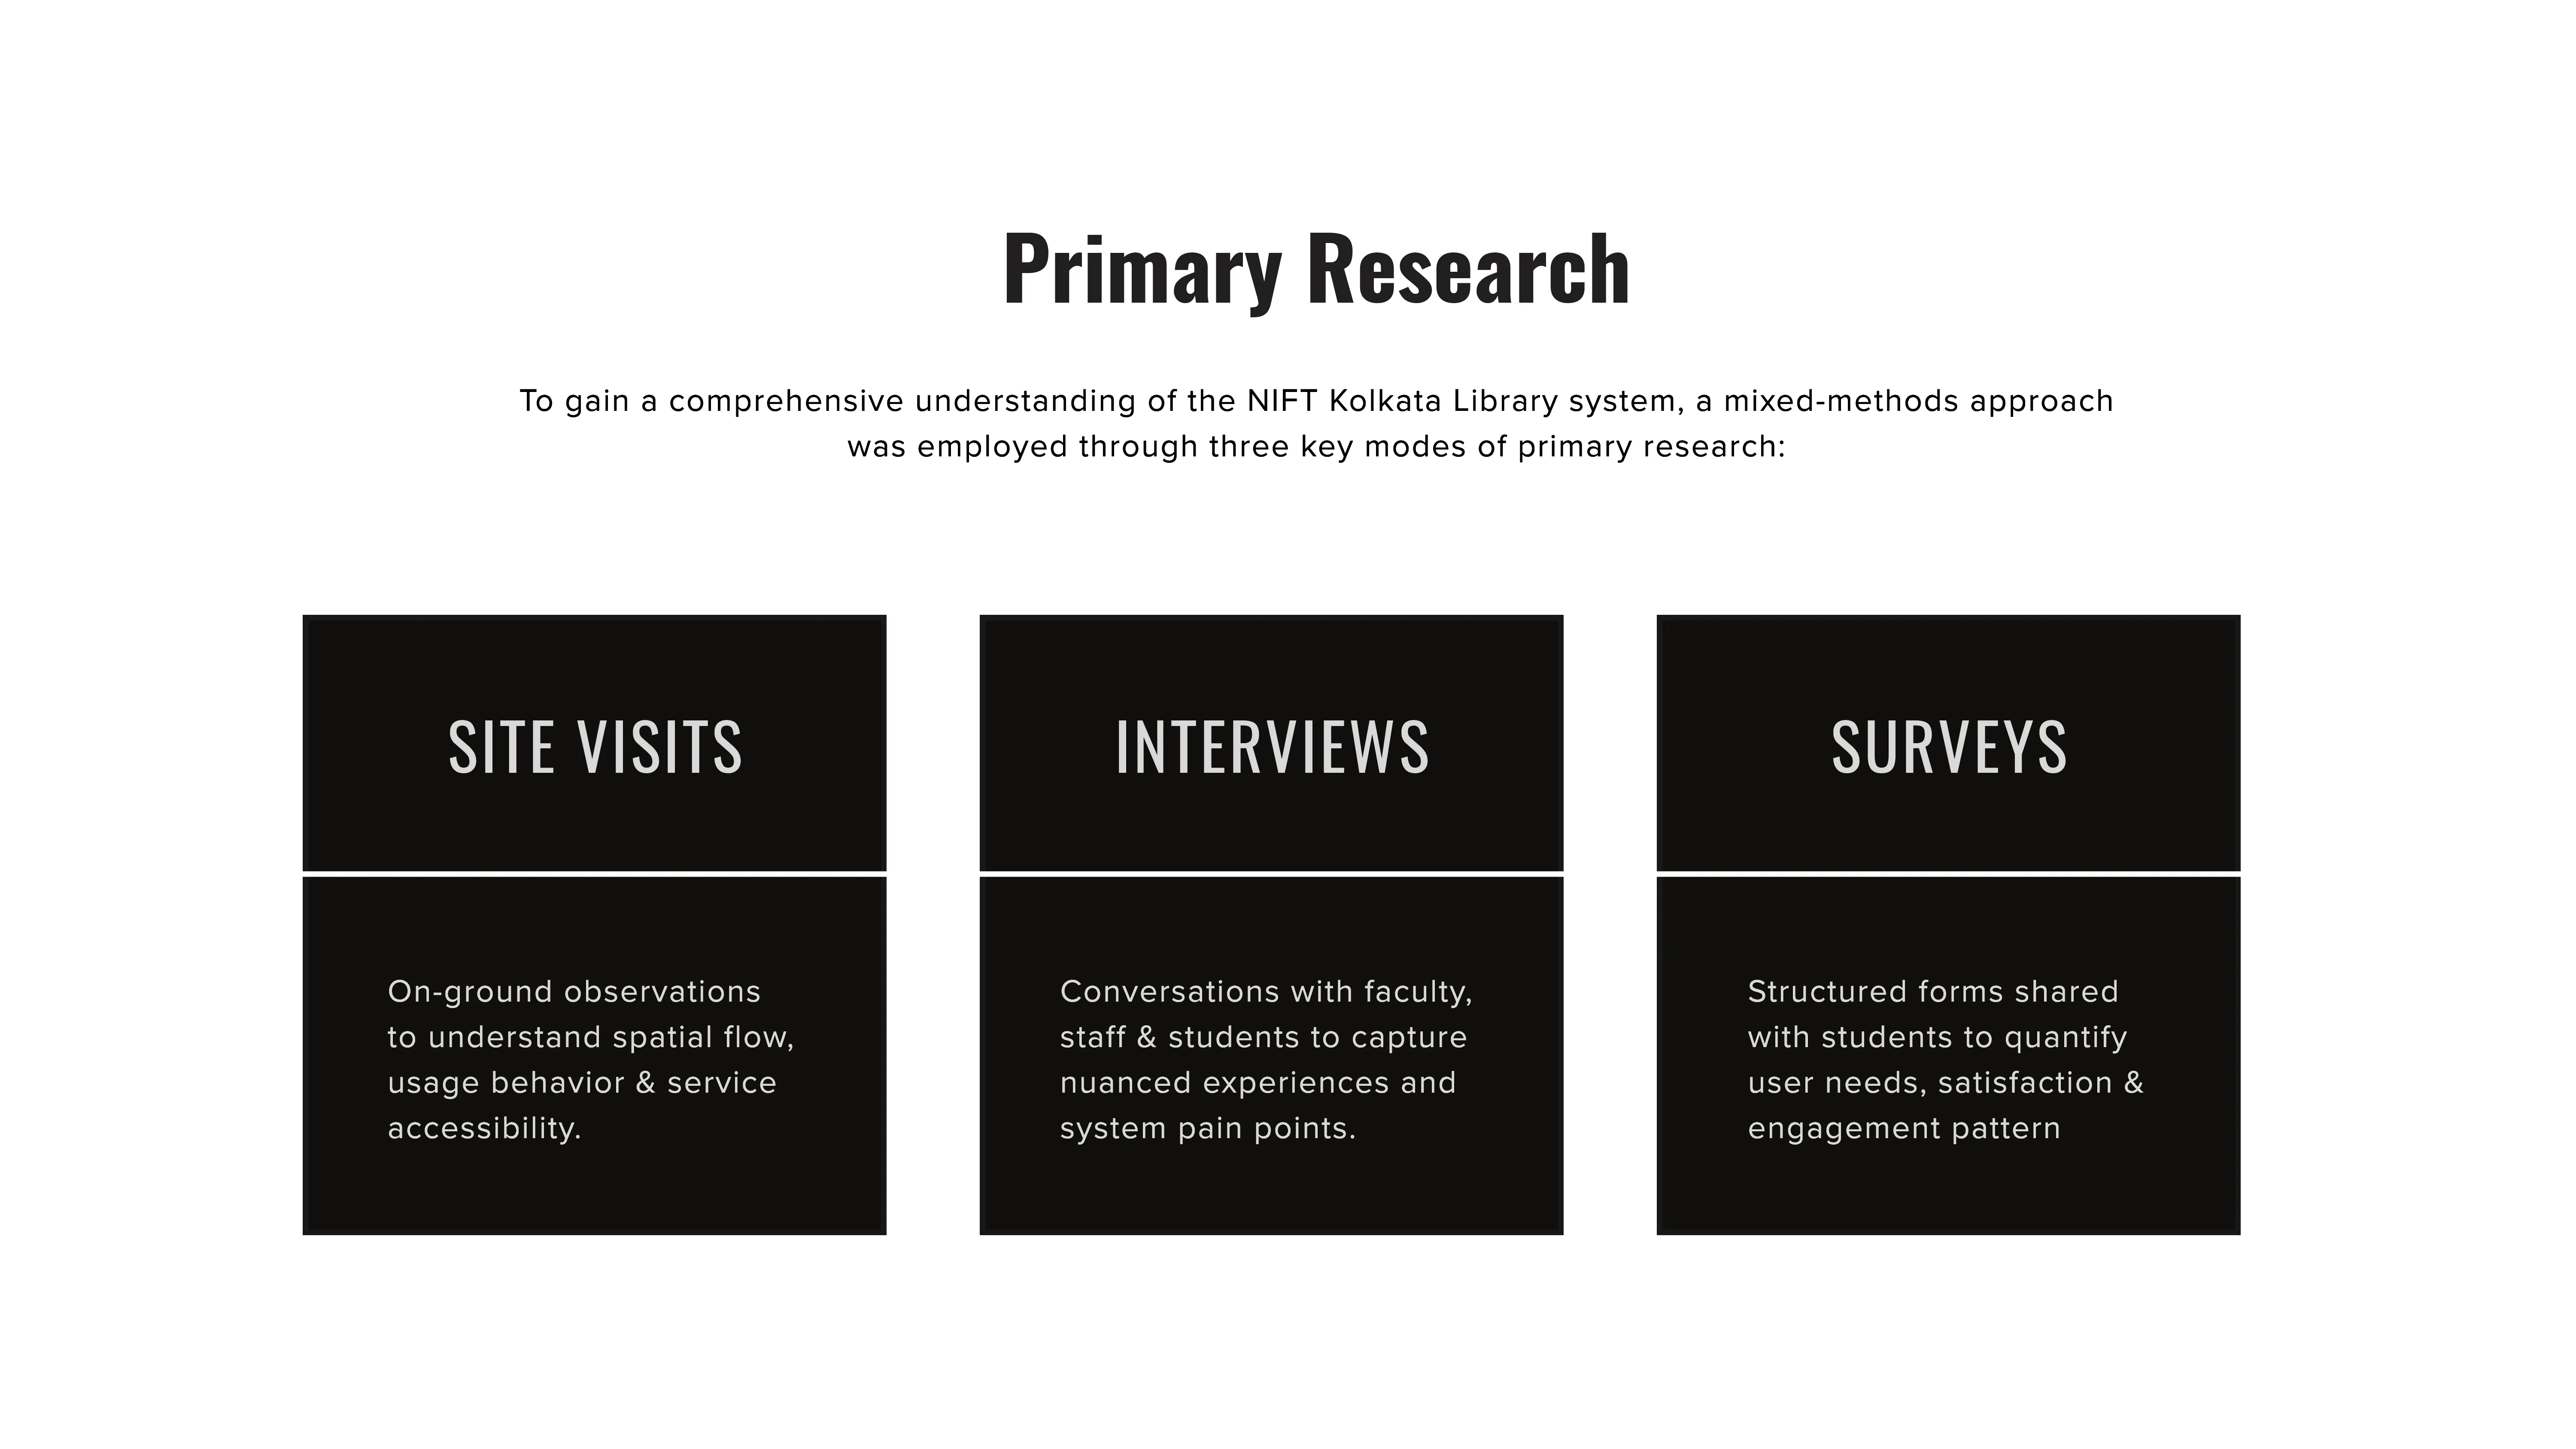 Primary Research
To gain a comprehensive understanding of the NIFT Kolkata Library system, a mixed-methods approach
was employed through three key modes of primary research:
SITE VISITS
On-ground observations
to understand spatial flow,
usage behavior & service
accessibility.
INTERVIEWS
Conversations with faculty,
staff & students to capture
nuanced experiences and
system pain points.
SURVEYS
Structured forms shared
with students to quantify
user needs, satisfaction &
engagement pattern